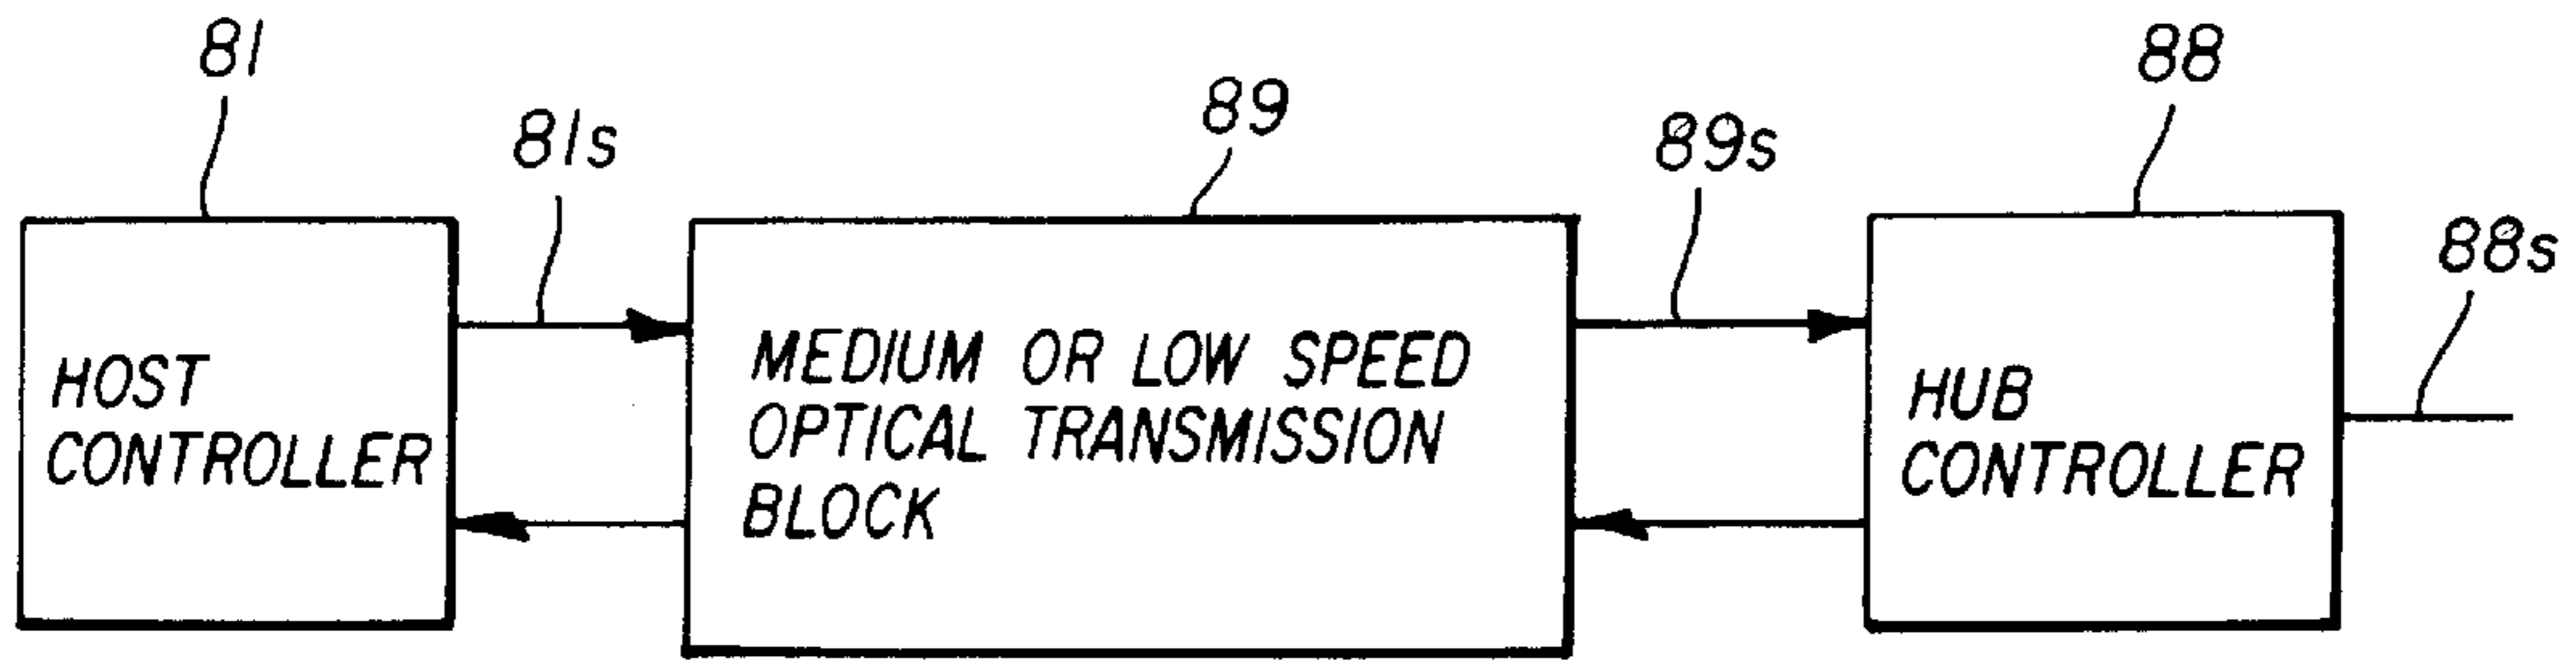 81
81s
89
89s
88
88s
HOST
CONTROLLER
MEDIUM OR LOW SPEED
OPTICAL TRANSMISSION
BLOCK
HUB
CONTROLLER